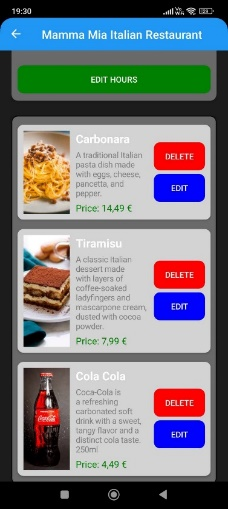 19:30
Mamma Mia Italian Restaurant
EDIT HOURS
Carbonara
A traditional Italian
pasta dish made
with eggs, cheese,
pancetta, and
pepper.
Price: 14,49 €
DELETE
EDIT
Tiramisu
A classic Italian
dessert made
with layers of
coffee-soaked
ladyfingers and
mascarpone cream,
dusted with cocoa
powder.
Price: 7,99 €
DELETE
EDIT
Cola Cola
Coca-Cola is
a refreshing
carbonated soft
drink with a sweet,
tangy flavor and a
distinct cola taste.
250ml
Price: 4,49 €
DELETE
EDIT